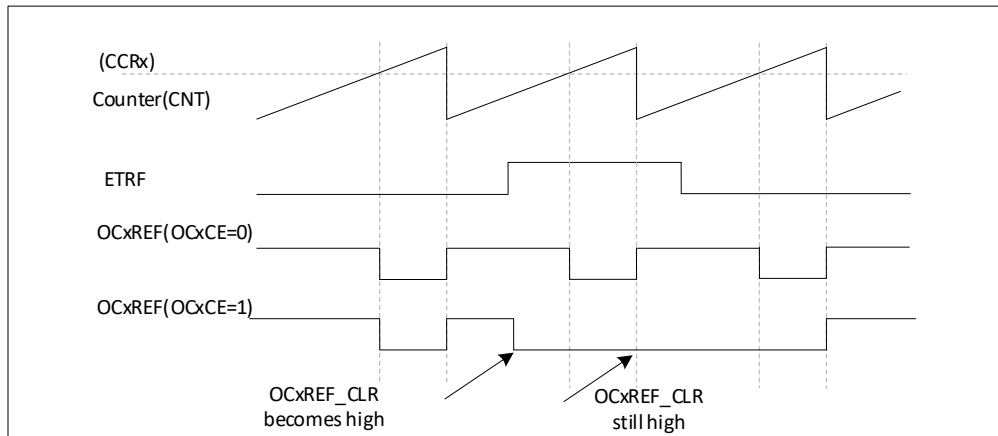 (CCRx)
Counter(CNT)
ETRF
OCxREF(OCxCE=0)
OCxREF(OCxCE=1)
OCxREF_CLR
becomes high
OCxREF_CLR
still high